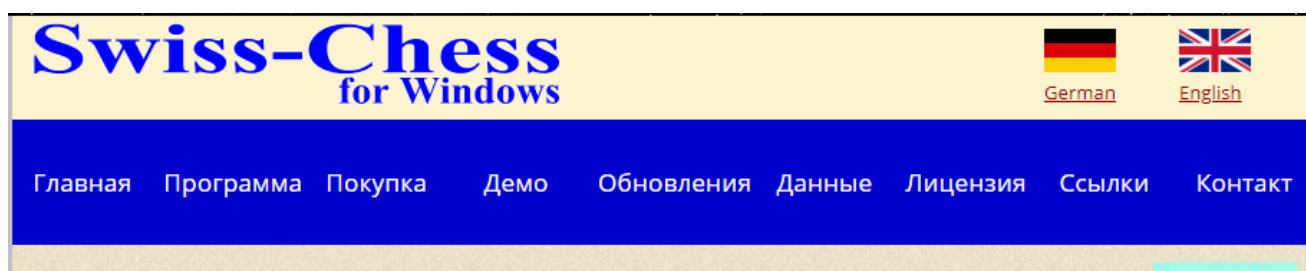 Swiss-Chess
for Windows
German English
Главная Программа Покупка Демо Обновления Данные Лицензия Ссылки Контакт